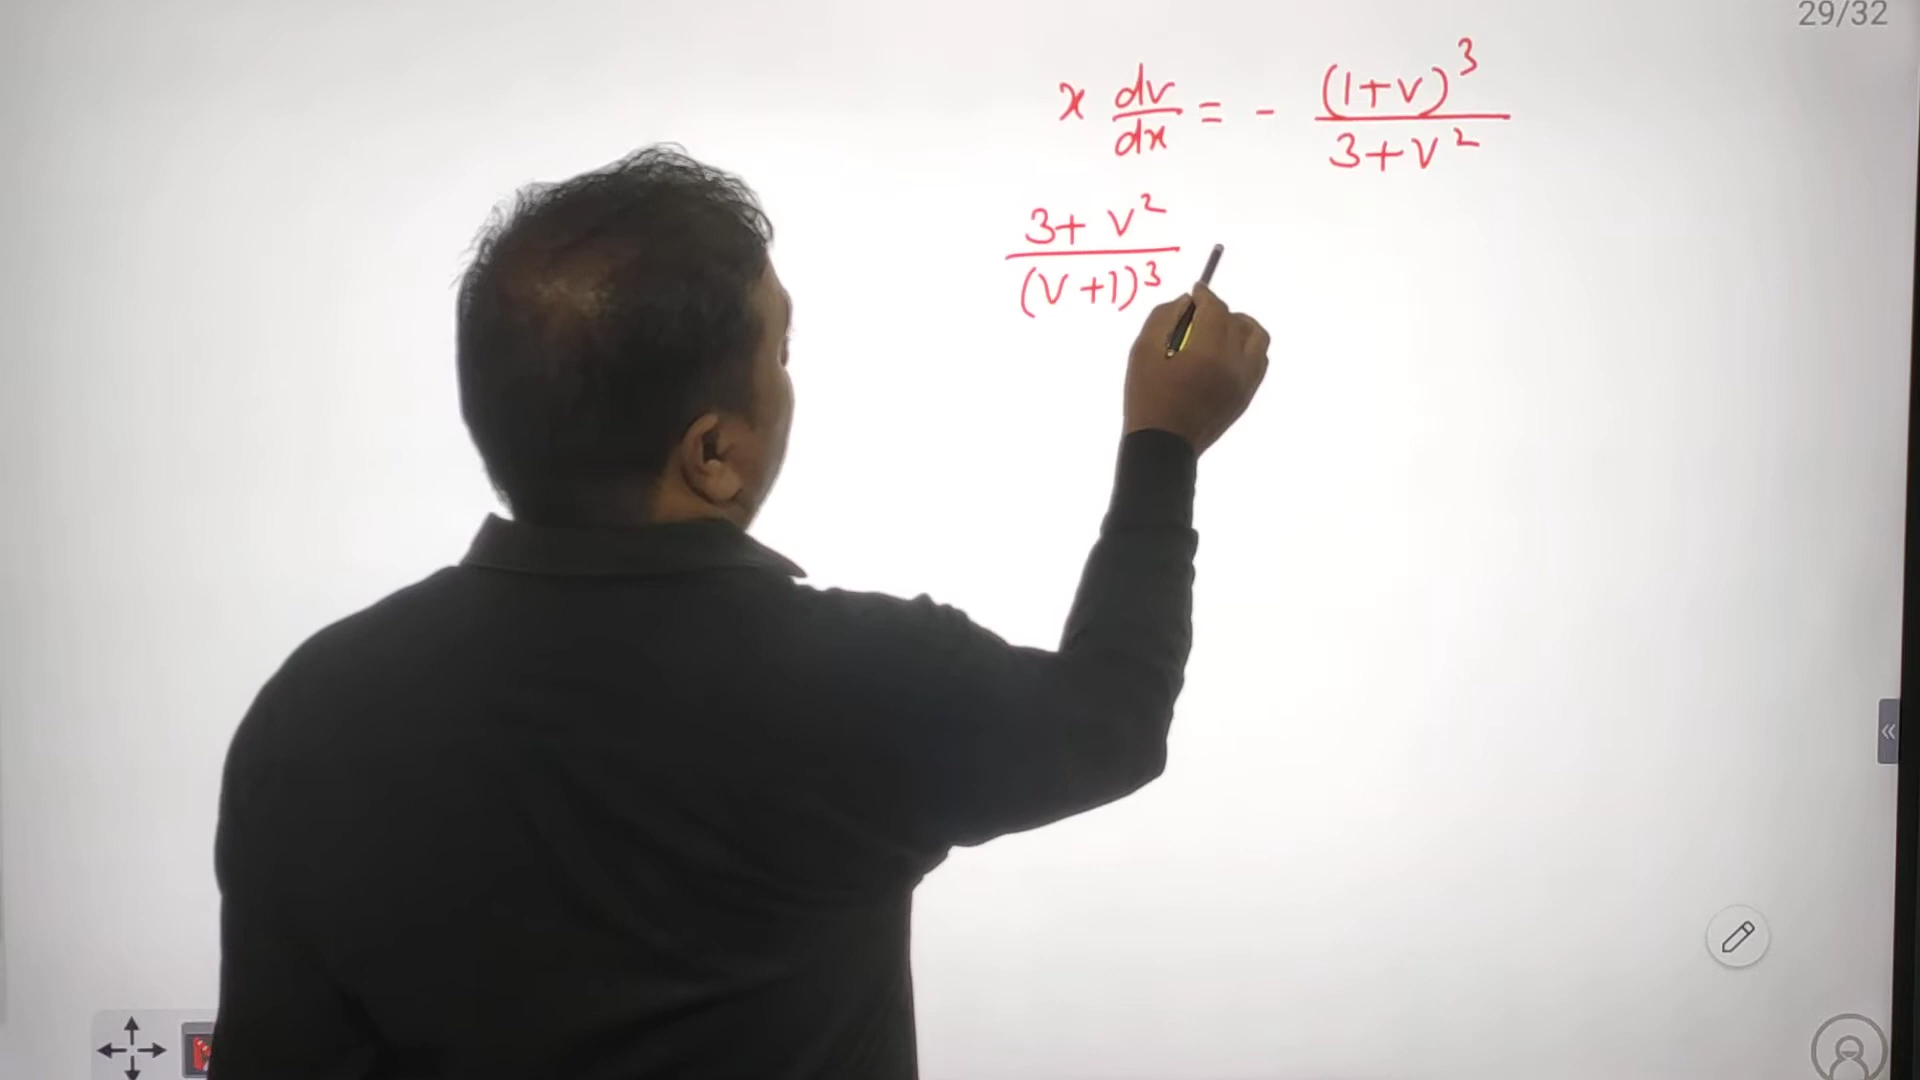 29/32
x dv/dx = - (1+v)^3 / 3+v^2
3+ v^2 / (v+1)^3